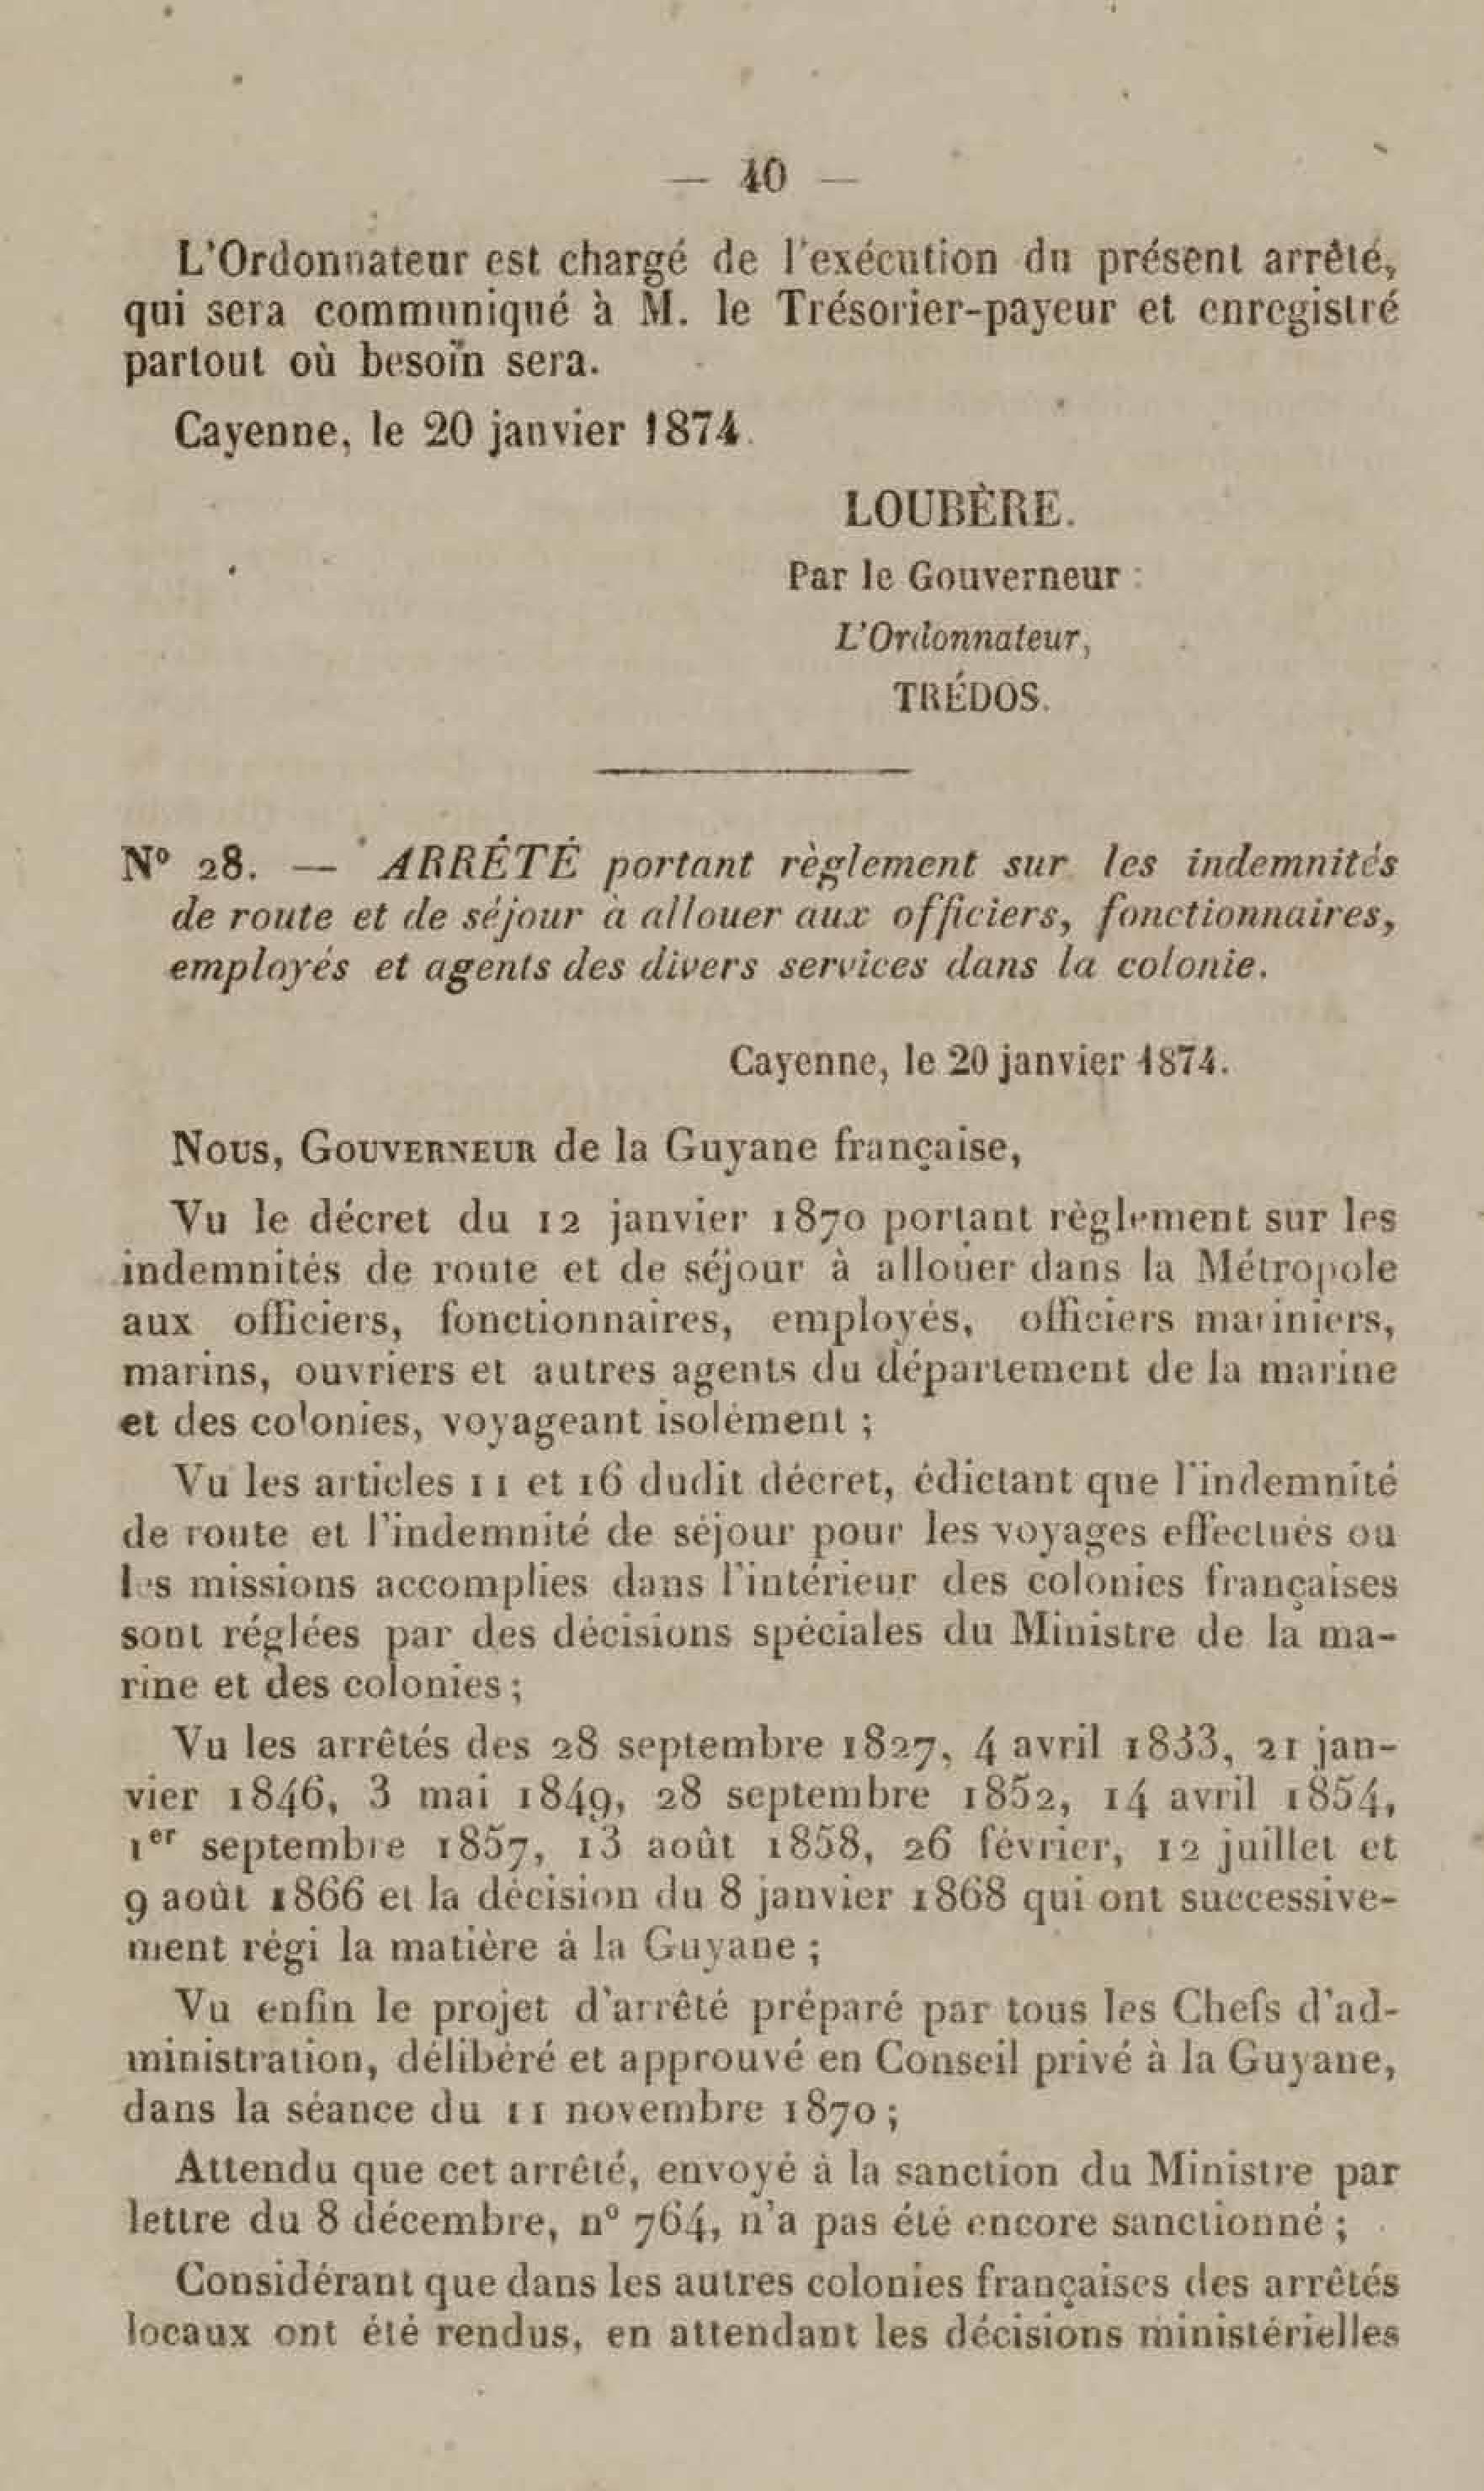 — 40 —
L'Ordonnateur est chargé de l'exécution du présent arrêté,
qui sera communiqué à M. le Trésorier-payeur et enregistré
partout où besoin sera.
Cayenne, le 20 janvier 1874.
LOUBÈRE.
Par le Gouverneur :
L'Ordonnateur,
TRÉDOS.
Nº 28. — ARRÊTÉ portant règlement sur les indemnités
de route et de séjour à allouer aux officiers, fonctionnaires,
employés et agents des divers services dans la colonie.
Cayenne, le 20 janvier 1874.
Nous, Gouverneur de la Guyane française,
Vu le décret du 12 janvier 1870 portant règlement sur les
indemnités de route et de séjour à allouer dans la Métropole
aux officiers, fonctionnaires, employés, officiers mariniers,
marins, ouvriers et autres agents du département de la marine
et des colonies, voyageant isolément ;
Vu les articles 11 et 16 dudit décret, édictant que l'indemnité
de route et l'indemnité de séjour pour les voyages effectués ou
les missions accomplies dans l'intérieur des colonies françaises
sont réglées par des décisions spéciales du Ministre de la ma-
rine et des colonies ;
Vu les arrêtés des 28 septembre 1827, 4 avril 1833, 21 jan-
vier 1846, 3 mai 1849, 28 septembre 1852, 14 avril 1854,
1er septembre 1857, 13 août 1858, 26 février, 12 juillet et
9 août 1866 et la décision du 8 janvier 1868 qui ont successive-
ment régi la matière à la Guyane ;
Vu enfin le projet d'arrêté préparé par tous les Chefs d'ad-
ministration, délibéré et approuvé en Conseil privé à la Guyane,
dans la séance du 11 novembre 1870 ;
Attendu que cet arrêté, envoyé à la sanction du Ministre par
lettre du 8 décembre, nº 764, n'a pas été encore sanctionné ;
Considérant que dans les autres colonies françaises des arrêtés
locaux ont été rendus, en attendant les décisions ministérielles